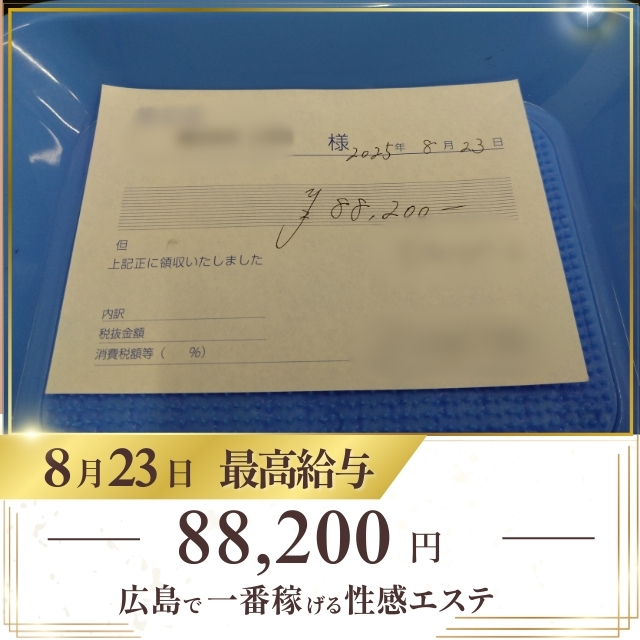 様 2025年 8月 23日
¥88,200-
但
上記正に領収いたしました
内訳
税抜金額
消費税額等（　　%）
8月23日 最高給与
88,200 円
広島で一番稼げる性感エステ